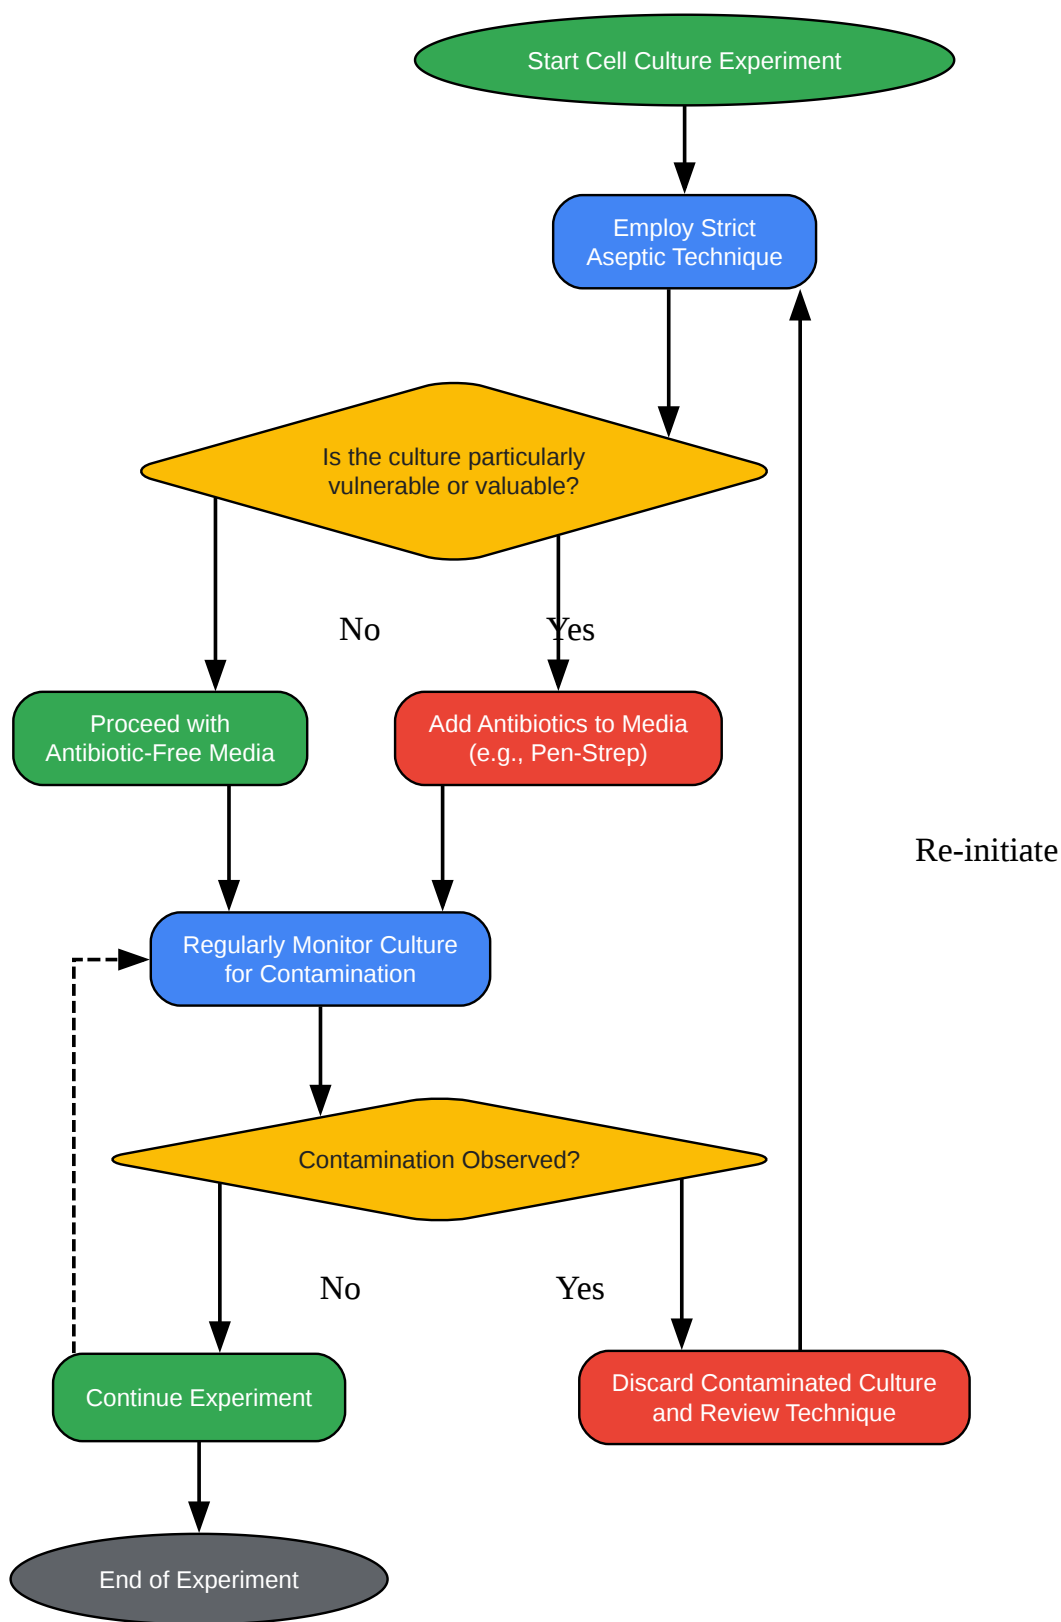 Start Cell Culture Experiment
Employ Strict
Aseptic Technique
Is the culture particularly
vulnerable or valuable?
No
Yes
Proceed with
Antibiotic-Free Media
Add Antibiotics to Media
(e.g., Pen-Strep)
Re-initiate
Regularly Monitor Culture
for Contamination
Contamination Observed?
No
Yes
Continue Experiment
Discard Contaminated Culture
and Review Technique
End of Experiment